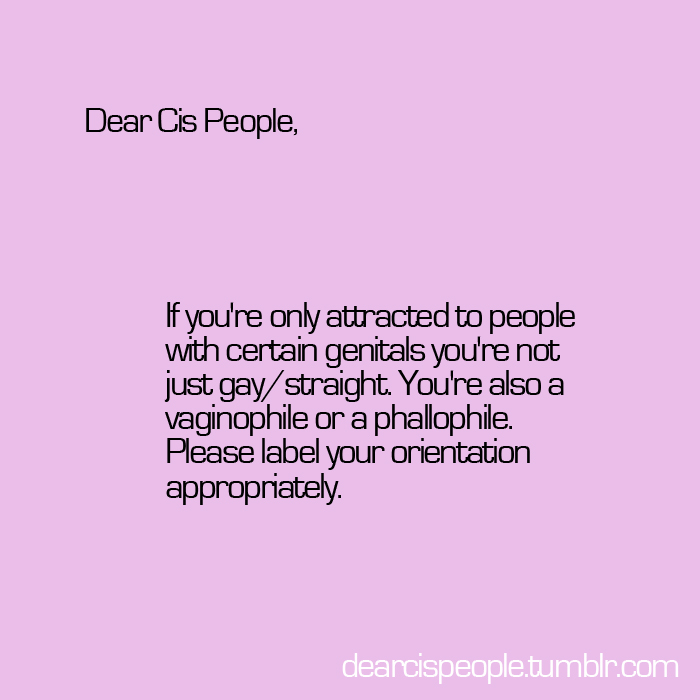 Dear Cis People,
If you're only attracted to people
with certain genitals you're not
just gay/straight. You're also a
vaginophile or a phallophile.
Please label your orientation
appropriately.
dearcispeople.tumblr.com